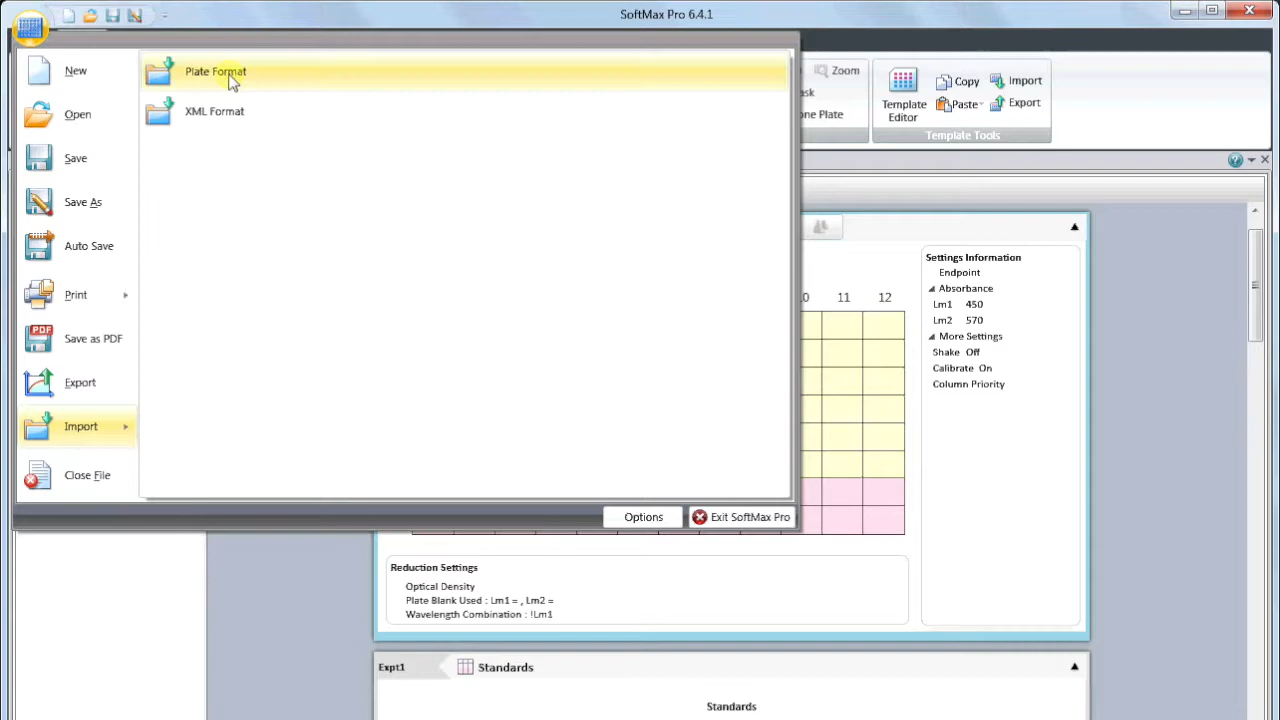 SoftMax Pro 6.4.1
New
Open
Save
Save As
Auto Save
Print
Save as PDF
Export
Import
Close File
Plate Format
XML Format
Options
Exit SoftMax Pro
Zoom
ask
one Plate
Template
Editor
Copy
Paste
Import
Export
Template Tools
Settings Information
Endpoint
Absorbance
Lm1 450
Lm2 570
More Settings
Shake Off
Calibrate On
Column Priority
11 12
Reduction Settings
Optical Density
Plate Blank Used : Lm1 = , Lm2 =
Wavelength Combination : !Lm1
Expt1
Standards
Standards